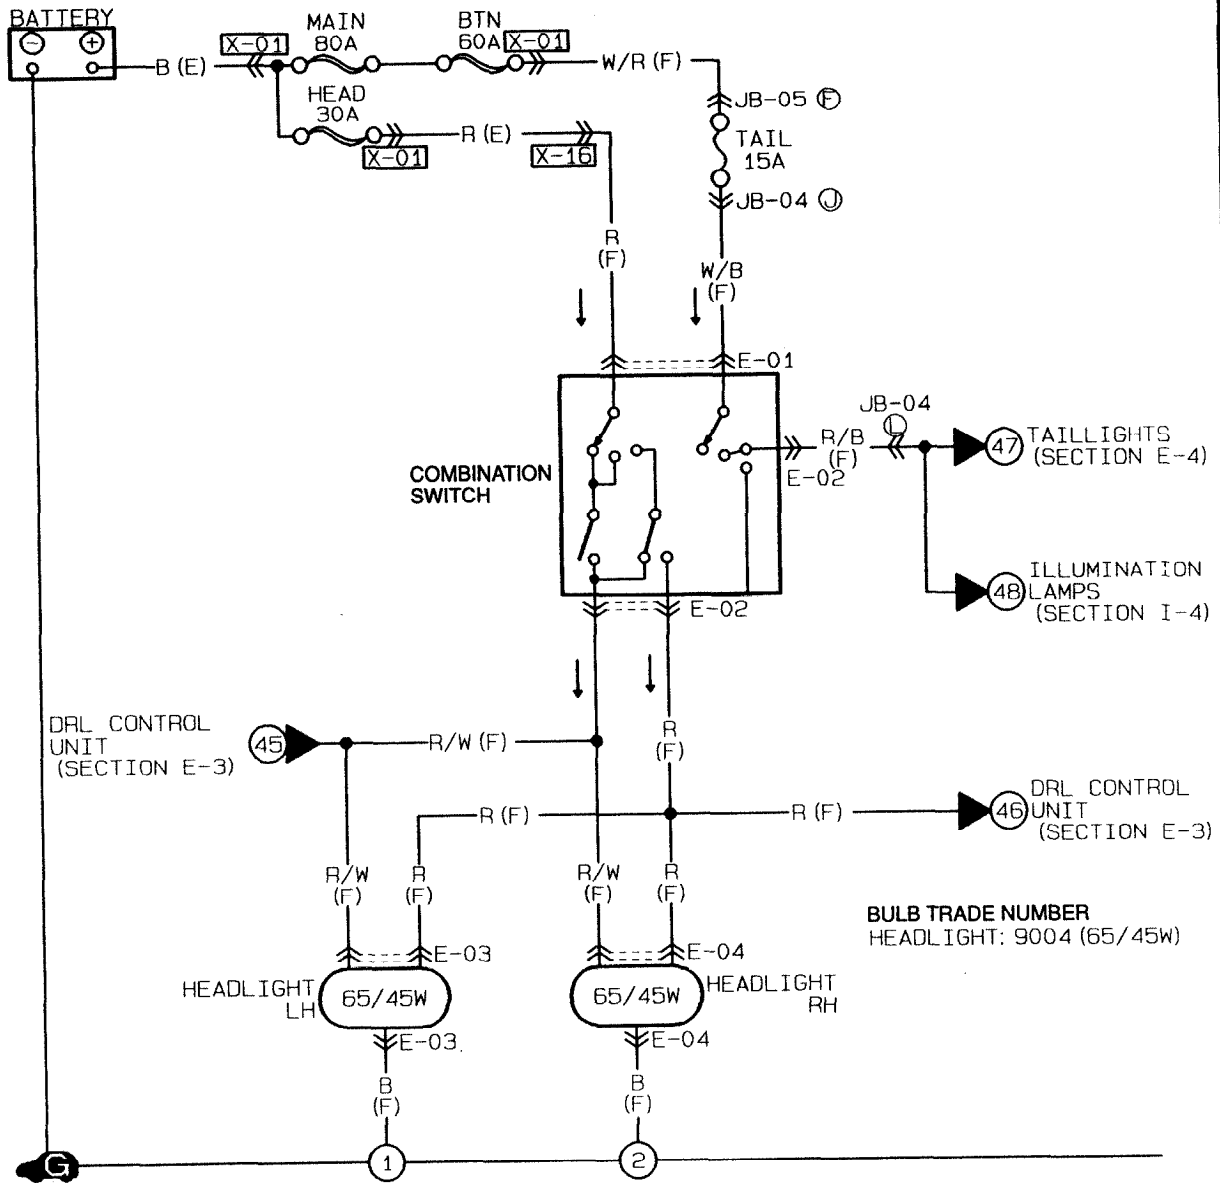 BATTERY
MAIN
80A
BTN
60A
X-01
X-01
- +
B (E)
W/R (F)
HEAD
30A
JB-05 F
R (E)
TAIL
15A
X-01
X-16
JB-04 J
R
(F)
W/B
(F)
E-01
JB-04
L
COMBINATION
SWITCH
R/B
(F)
E-02
47
TAILLIGHTS
(SECTION E-4)
48
ILLUMINATION
LAMPS
(SECTION I-4)
E-02
DRL CONTROL
UNIT
(SECTION E-3)
45
R/W (F)
R
(F)
R (F)
R (F)
46
DRL CONTROL
UNIT
(SECTION E-3)
R/W
(F)
R
(F)
R/W
(F)
R
(F)
BULB TRADE NUMBER
HEADLIGHT: 9004 (65/45W)
E-03
E-04
HEADLIGHT
LH
65/45W
65/45W
HEADLIGHT
RH
E-03
E-04
B
(F)
B
(F)
G
1
2